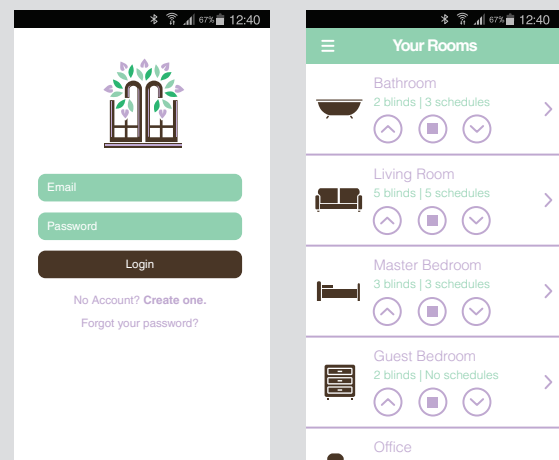 67% 12:40
Email
Password
Login
No Account? Create one.
Forgot your password?
67% 12:40
Your Rooms
Bathroom
2 blinds | 3 schedules
Living Room
5 blinds | 5 schedules
Master Bedroom
3 blinds | 3 schedules
Guest Bedroom
2 blinds | No schedules
Office